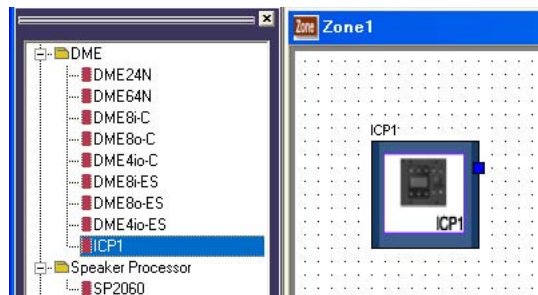 DME
DME24N
DME64N
DME8i-C
DME8o-C
DME4io-C
DME8i-ES
DME8o-ES
DME4io-ES
ICP1
Speaker Processor
SP2060
Zone Zone1
ICP1
ICP1